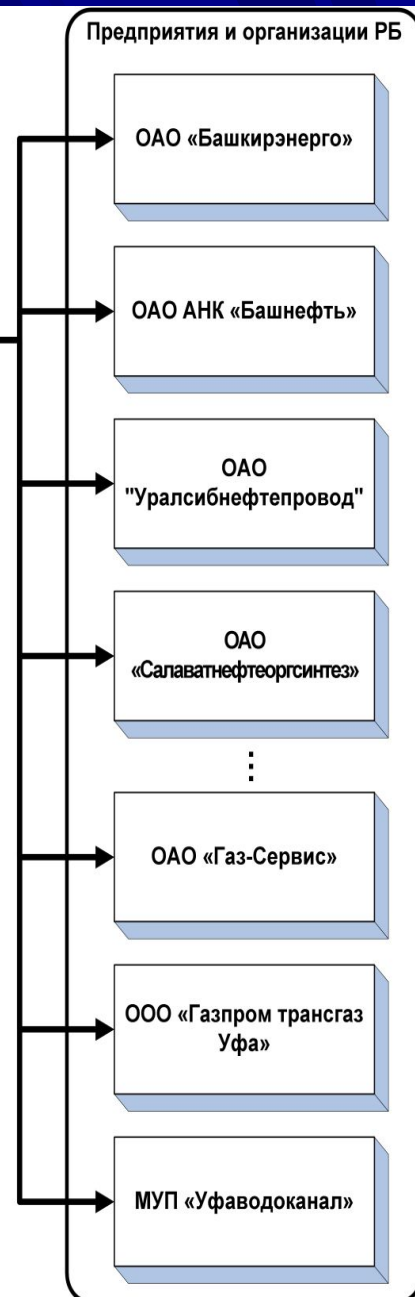 Предприятия и организации РБ
ОАО «Башкирэнерго»
ОАО АНК «Башнефть»
ОАО
"Уралсибнефтепровод"
ОАО
«Салаватнефтеоргсинтез»
ОАО «Газ-Сервис»
ООО «Газпром трансгаз
Уфа»
МУП «Уфаводоканал»